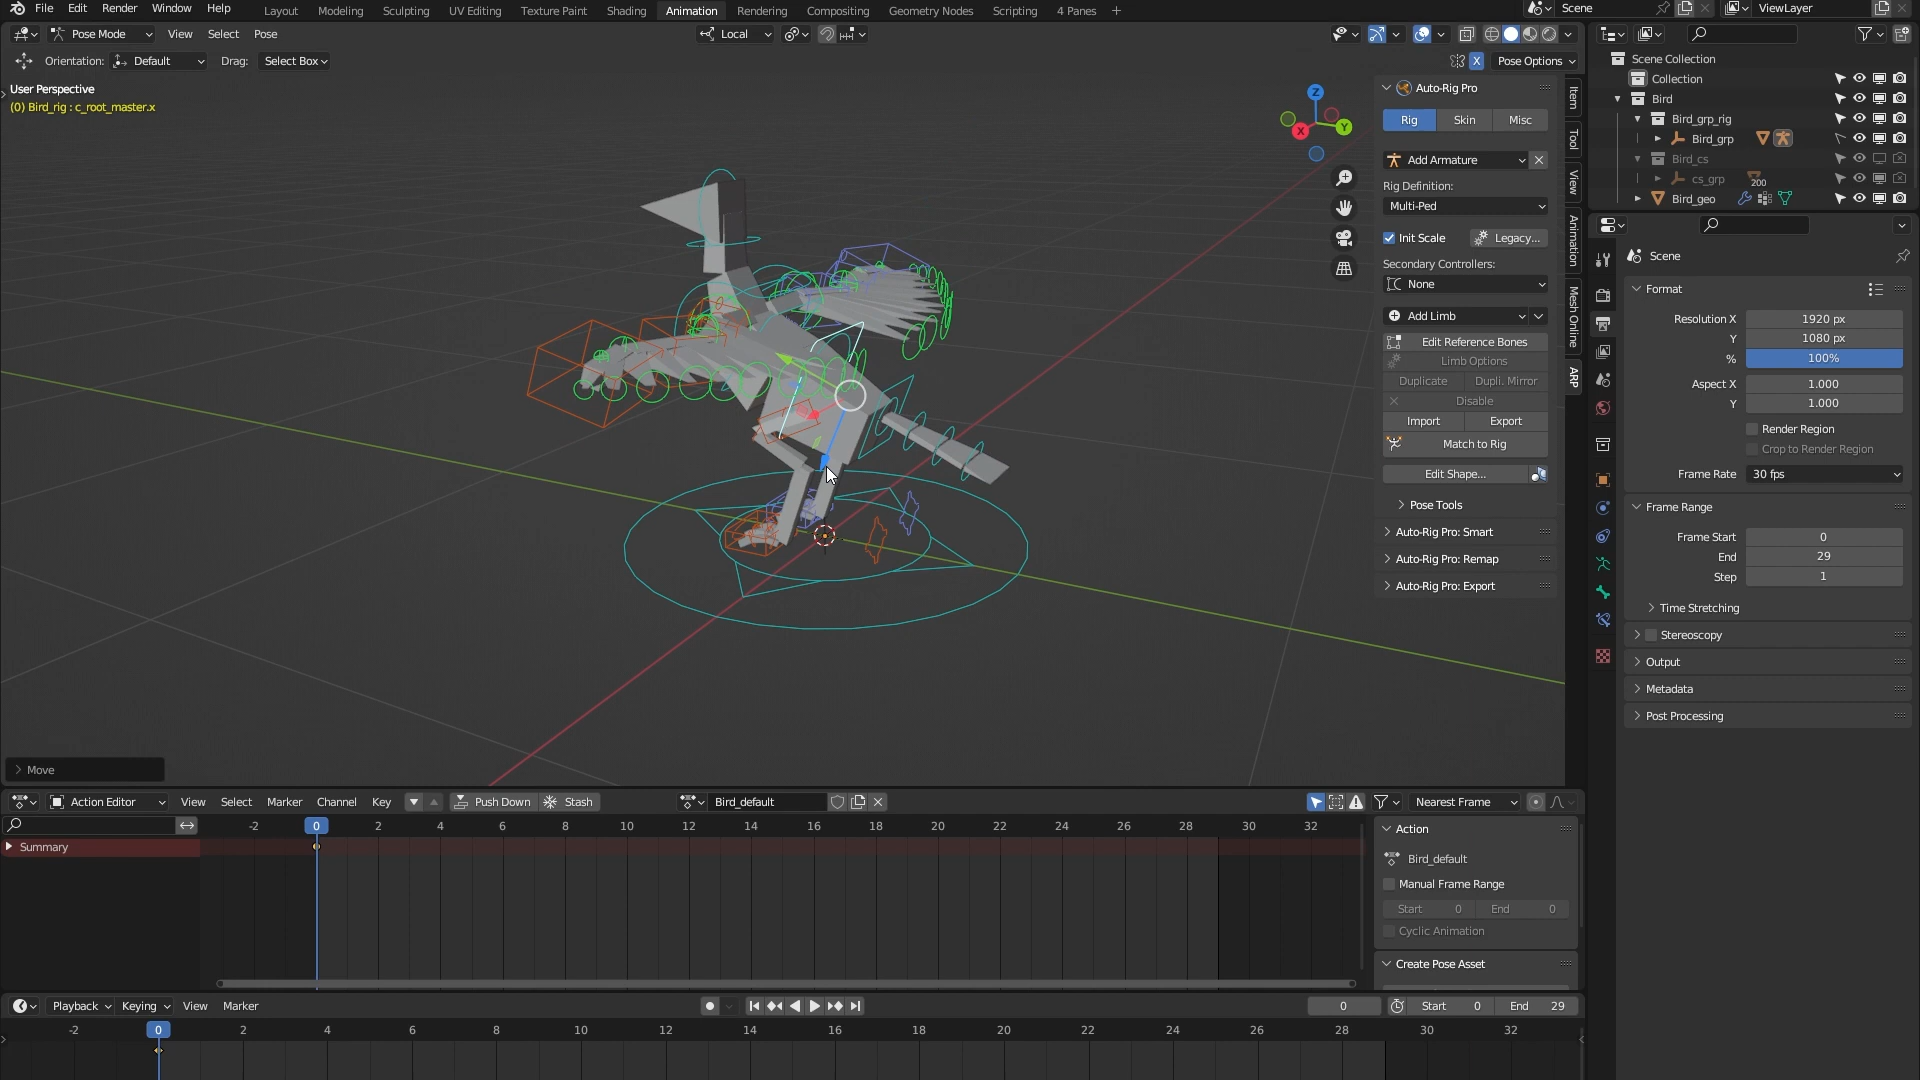 File Edit Render Window Help Layout Modeling Sculpting UV Editing Texture Paint Shading Animation Rendering Compositing Geometry Nodes Scripting 4 Panes + Scene ViewLayer
Pose Mode View Select Pose Local
Orientation: Default Drag: Select Box X Pose Options
User Perspective
(0) Bird_rig : c_root_master.x
Z
X
Y
Auto-Rig Pro
Rig Skin Misc
Add Armature
Rig Definition:
Multi-Ped
Init Scale Legacy...
Secondary Controllers:
None
Add Limb
Edit Reference Bones
Limb Options
Duplicate Dupli. Mirror
Disable
Import Export
Match to Rig
Edit Shape...
Pose Tools
Auto-Rig Pro: Smart
Auto-Rig Pro: Remap
Auto-Rig Pro: Export
Item
Tool
View
Animation
Mesh Online
ARP
Scene Collection
Collection
Bird
Bird_grp_rig
Bird_grp
Bird_cs
cs_grp 200
Bird_geo
Scene
Format
Resolution X 1920 px
Y 1080 px
% 100%
Aspect X 1.000
Y 1.000
Render Region
Crop to Render Region
Frame Rate 30 fps
Frame Range
Frame Start 0
End 29
Step 1
Time Stretching
Stereoscopy
Output
Metadata
Post Processing
Move
Action Editor View Select Marker Channel Key Push Down Stash Bird_default Nearest Frame
-2 0 2 4 6 8 10 12 14 16 18 20 22 24 26 28 30 32
Summary
Action
Bird_default
Manual Frame Range
Start 0 End 0
Cyclic Animation
Create Pose Asset
Playback Keying View Marker 0 Start 0 End 29
-2 0 2 4 6 8 10 12 14 16 18 20 22 24 26 28 30 32